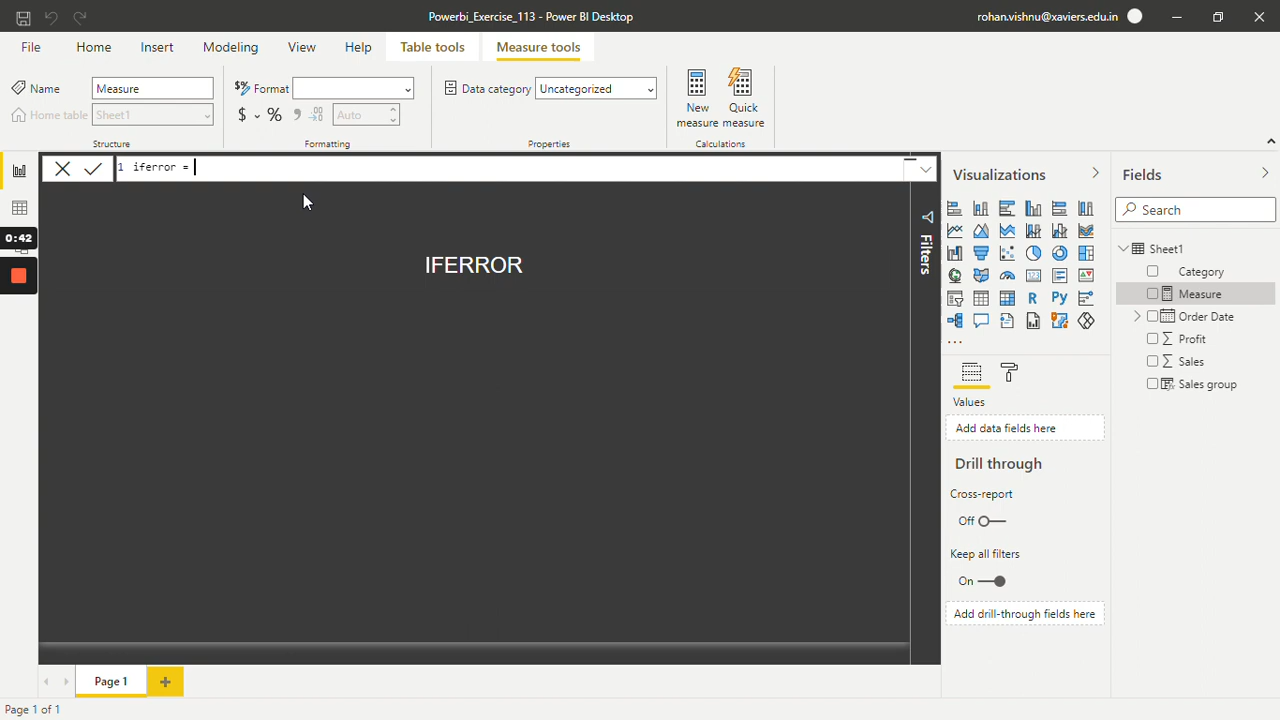 Powerbi_Exercise_113 - Power BI Desktop
rohan.vishnu@xaviers.edu.in
File Home Insert Modeling View Help Table tools Measure tools
Name Measure
$% Format
Data category Uncategorized
Home table Sheet1
$ % 9 .00 Auto
New measure
Quick measure
Structure Formatting Properties Calculations
1 iferror =
0:42
IFERROR
Filters
Visualizations
R Py
Values
Add data fields here
Drill through
Cross-report
Off
Keep all filters
On
Add drill-through fields here
Fields
Search
Sheet1
Category
Measure
Order Date
Profit
Sales
Sales group
Page 1
Page 1 of 1